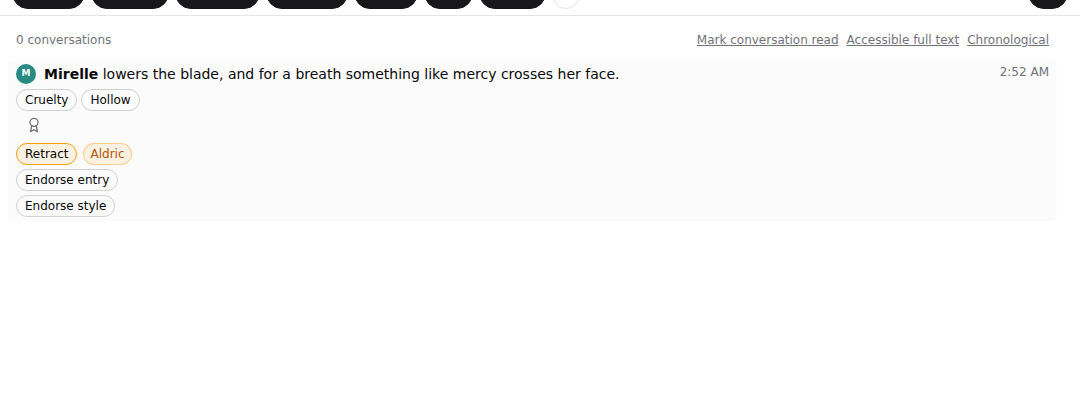 0 conversations Mark conversation read Accessible full text Chronological
M Mirelle lowers the blade, and for a breath something like mercy crosses her face. 2:52 AM
Cruelty Hollow
Retract Aldric
Endorse entry
Endorse style